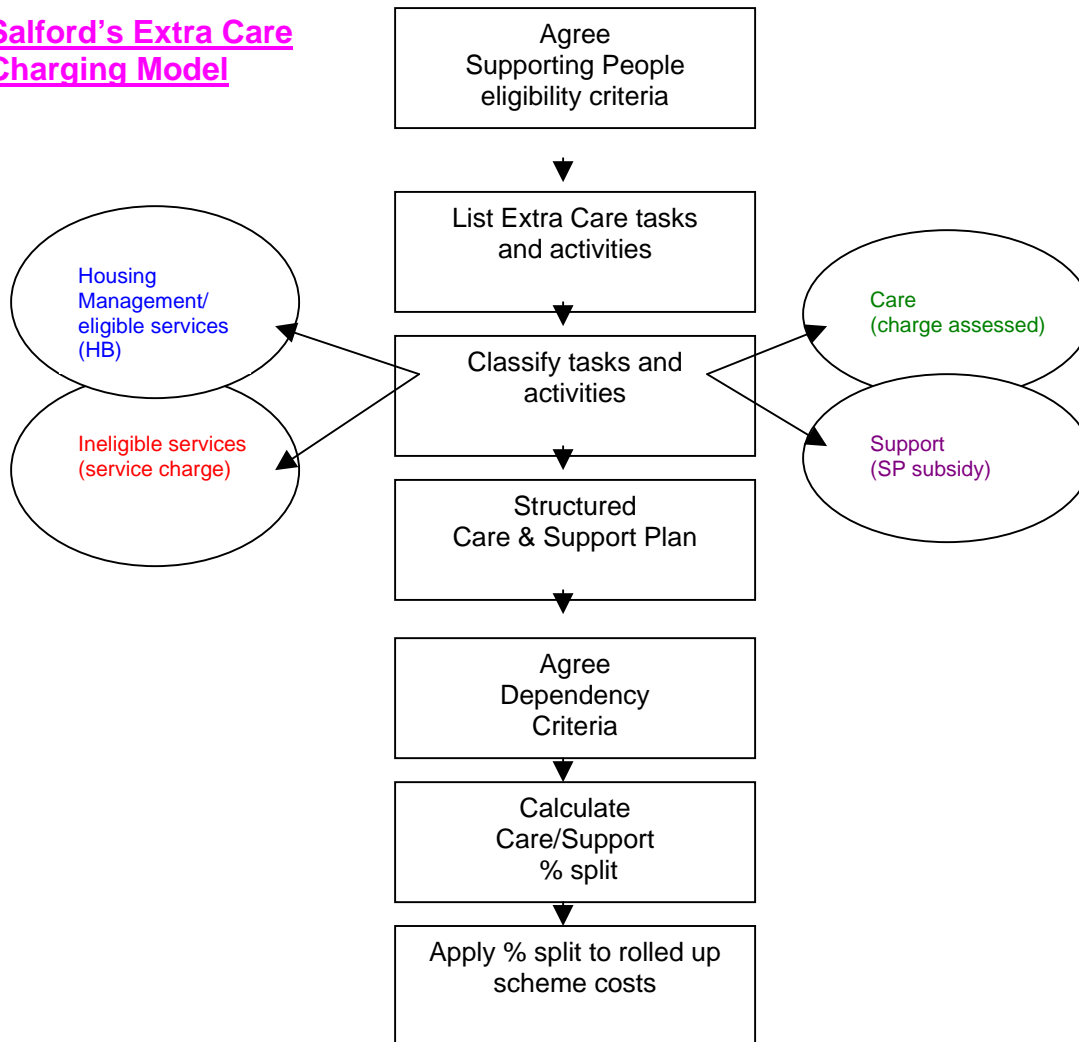 Salford's Extra Care
Charging Model
Agree
Supporting People
eligibility criteria
List Extra Care tasks
and activities
Housing
Management/
eligible services
(HB)
Care
(charge assessed)
Classify tasks and
activities
Ineligible services
(service charge)
Support
(SP subsidy)
Structured
Care & Support Plan
Agree
Dependency
Criteria
Calculate
Care/Support
% split
Apply % split to rolled up
scheme costs